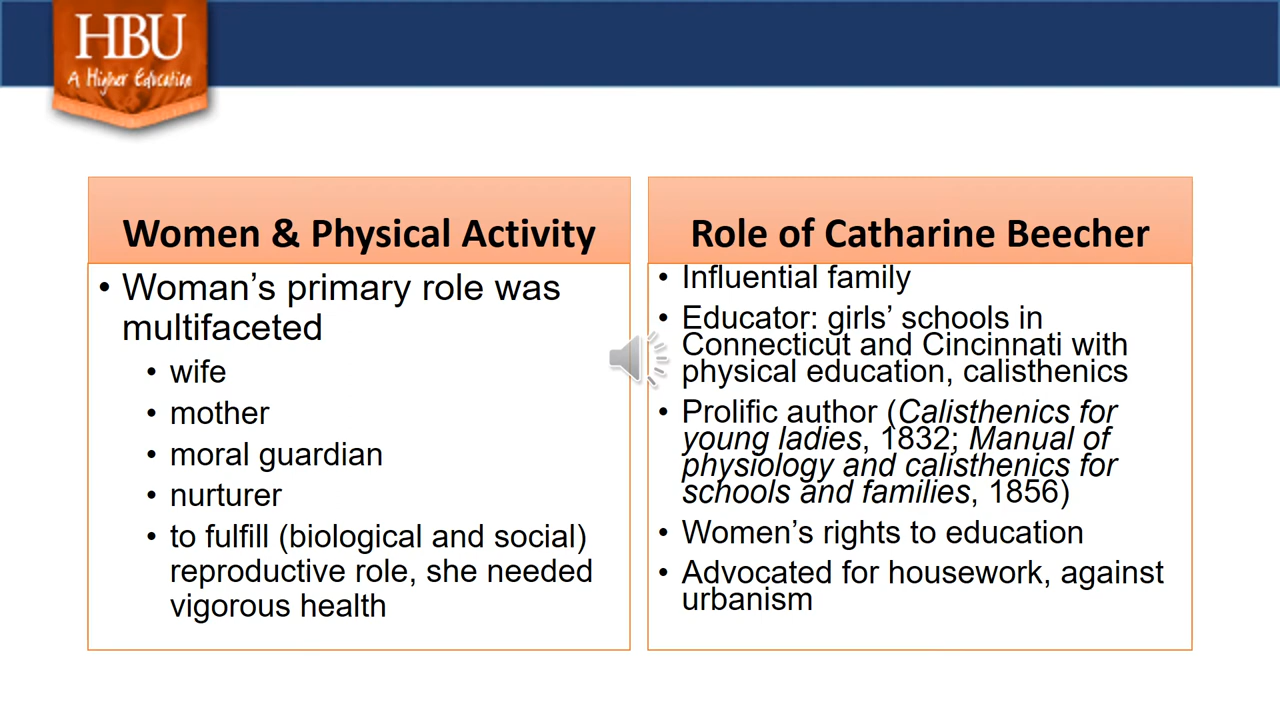 HBU
A Higher Education
Women & Physical Activity
• Woman’s primary role was
multifaceted
• wife
• mother
• moral guardian
• nurturer
• to fulfill (biological and social)
reproductive role, she needed
vigorous health
Role of Catharine Beecher
• Influential family
• Educator: girls’ schools in
Connecticut and Cincinnati with
physical education, calisthenics
• Prolific author (Calisthenics for
young ladies, 1832; Manual of
physiology and calisthenics for
schools and families, 1856)
• Women’s rights to education
• Advocated for housework, against
urbanism